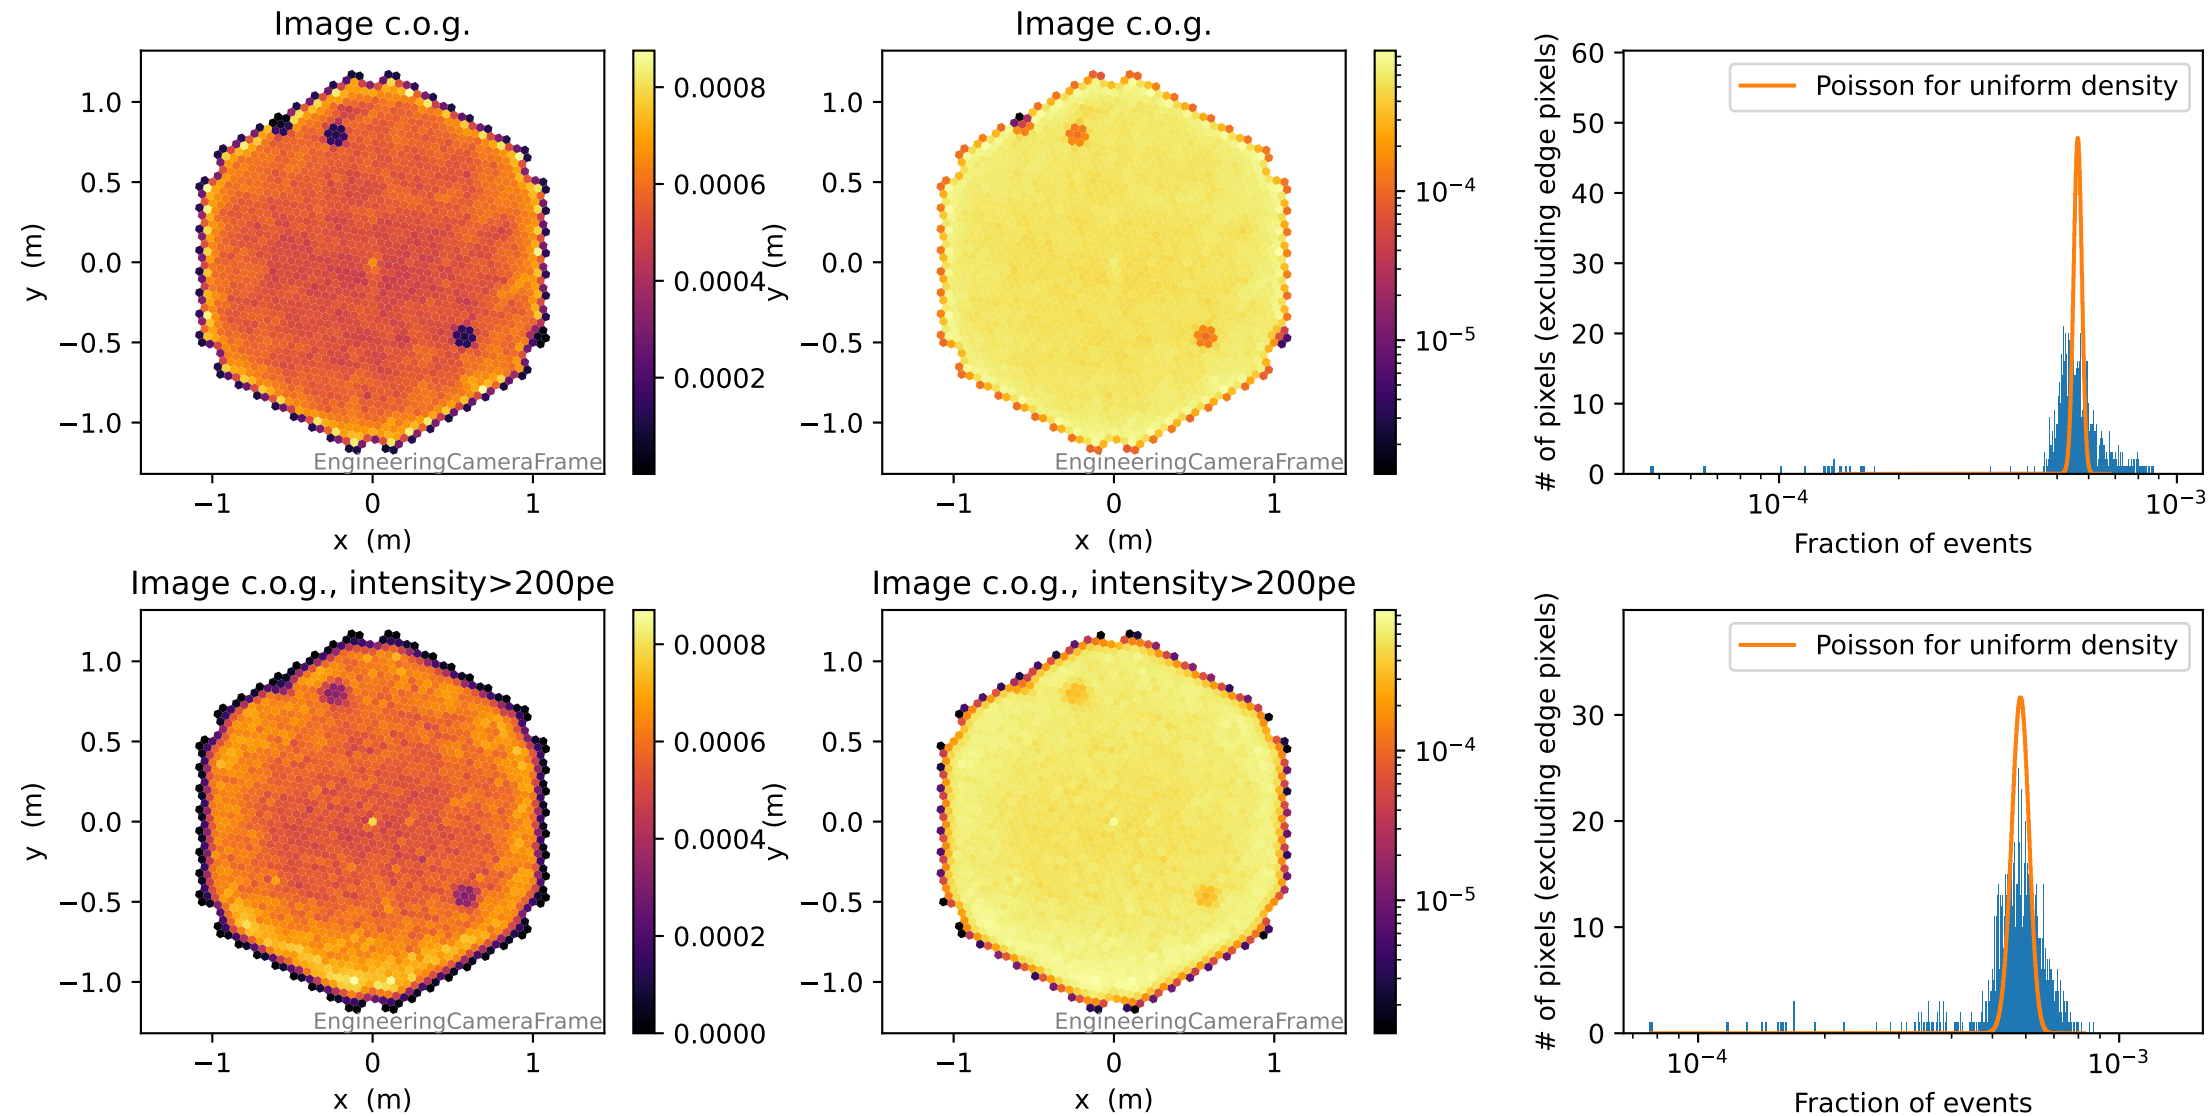 Image c.o.g.
y (m)
1.0
0.5
0.0
−0.5
−1.0
−1
0
1
x (m)
EngineeringCameraFrame
0.0008
0.0006
0.0004
0.0002
Image c.o.g.
y (m)
1.0
0.5
0.0
−0.5
−1.0
−1
0
1
x (m)
EngineeringCameraFrame
10−4
10−5
# of pixels (excluding edge pixels)
60
50
40
30
20
10
0
Poisson for uniform density
10−4
10−3
Fraction of events
Image c.o.g., intensity>200pe
y (m)
1.0
0.5
0.0
−0.5
−1.0
−1
0
1
x (m)
EngineeringCameraFrame
0.0008
0.0006
0.0004
0.0002
0.0000
Image c.o.g., intensity>200pe
y (m)
1.0
0.5
0.0
−0.5
−1.0
−1
0
1
x (m)
EngineeringCameraFrame
10−4
10−5
# of pixels (excluding edge pixels)
30
20
10
0
Poisson for uniform density
10−4
10−3
Fraction of events